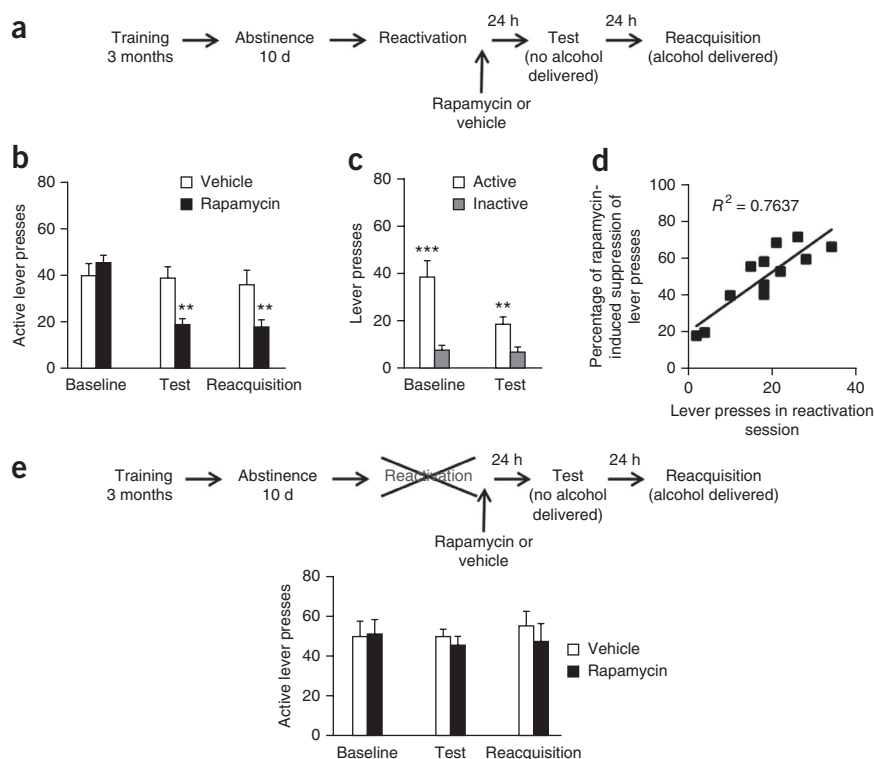 a
Training
3 months
Abstinence
10 d
Reactivation
24 h
Test
(no alcohol
delivered)
24 h
Reacquisition
(alcohol delivered)
Rapamycin or
vehicle
b
Active lever presses
80
60
40
20
0
Vehicle
Rapamycin
**
**
Baseline
Test
Reacquisition
c
Lever presses
80
60
40
20
0
Active
Inactive
***
**
Baseline
Test
d
Percentage of rapamycin-
induced suppression of
lever presses
100
80
60
40
20
0
R² = 0.7637
0
20
40
Lever presses in reactivation
session
e
Training
3 months
Abstinence
10 d
Reactivation
24 h
Test
(no alcohol
delivered)
24 h
Reacquisition
(alcohol delivered)
Rapamycin or
vehicle
Active lever presses
80
60
40
20
0
Vehicle
Rapamycin
Baseline
Test
Reacquisition